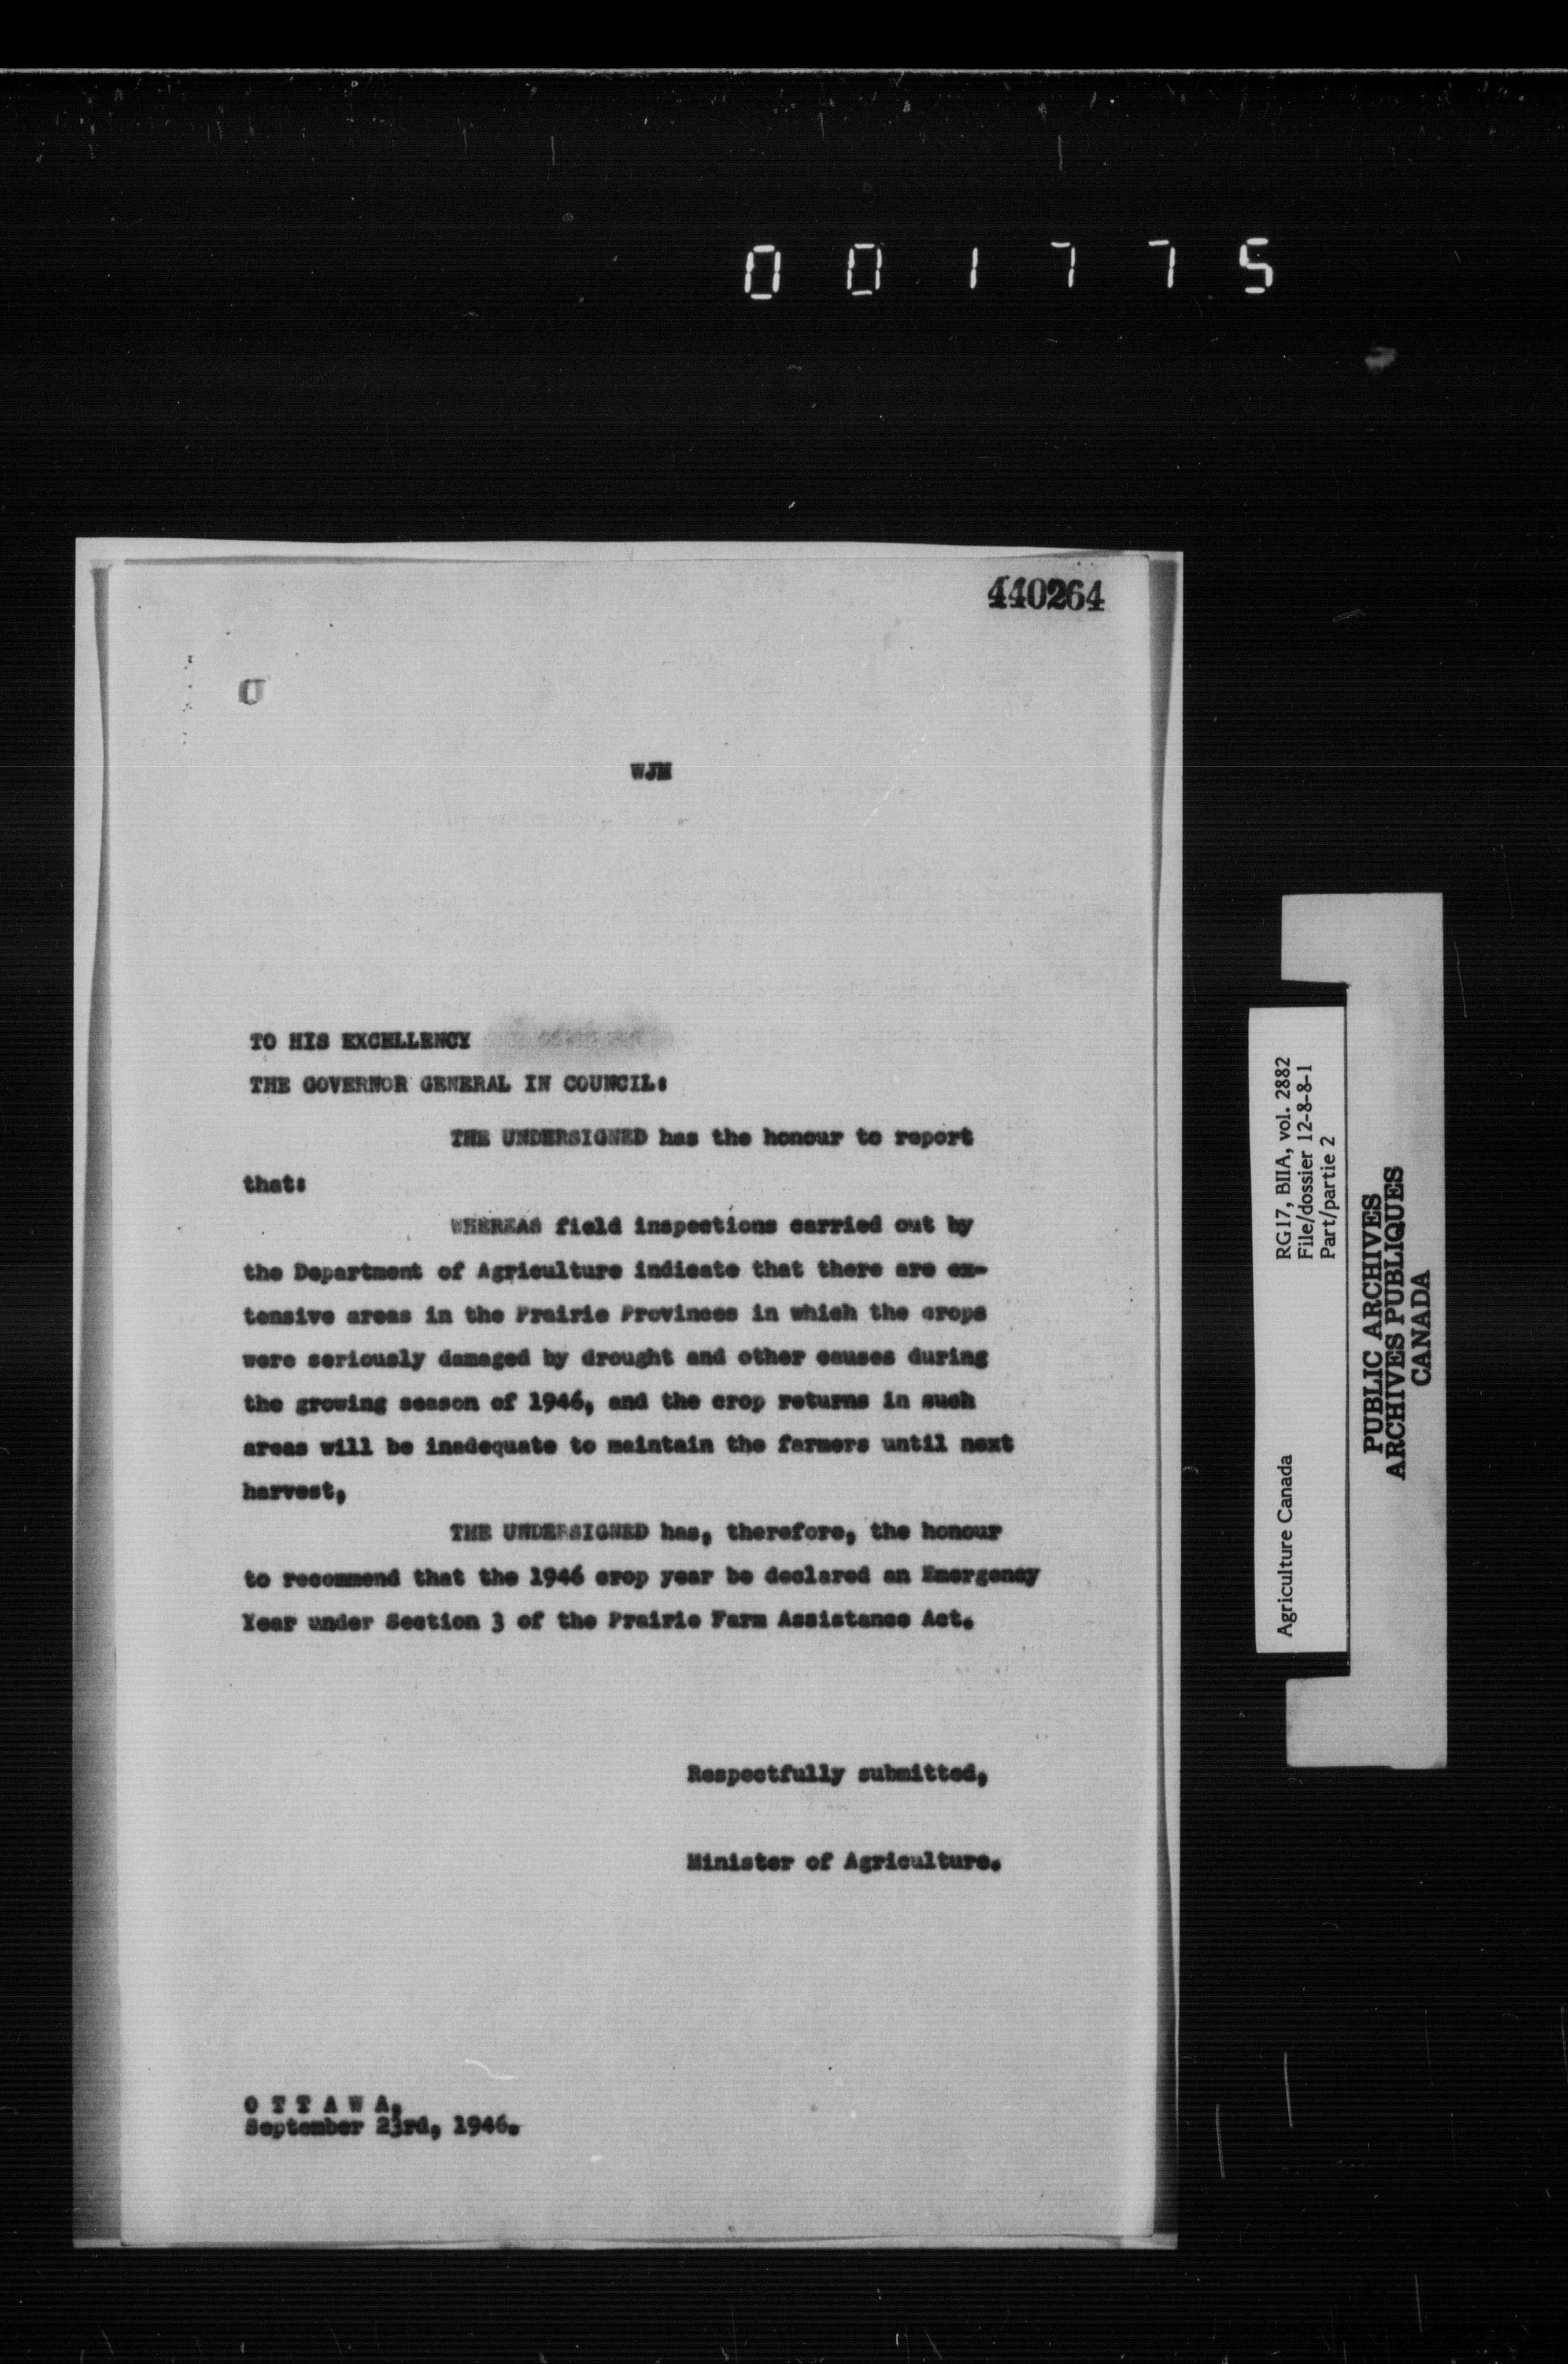 001775
440264
U
WJM
TO HIS EXCELLENCY
THE GOVERNOR GENERAL IN COUNCIL:
THE UNDERSIGNED has the honour to report
that:
WHEREAS field inspections carried out by
the Department of Agriculture indicate that there are ex-
tensive areas in the Prairie Provinces in which the crops
were seriously damaged by drought and other causes during
the growing season of 1946, and the crop returns in such
areas will be inadequate to maintain the farmers until next
harvest,
THE UNDERSIGNED has, therefore, the honour
to recommend that the 1946 crop year be declared an Emergency
Year under Section 3 of the Prairie Farm Assistance Act.
Respectfully submitted,
Minister of Agriculture.
O T T A W A,
September 23rd, 1946.
Agriculture Canada
RG17, BIIA, vol. 2882
File/dossier 12-8-8-1
Part/partie 2
PUBLIC ARCHIVES
ARCHIVES PUBLIQUES
CANADA